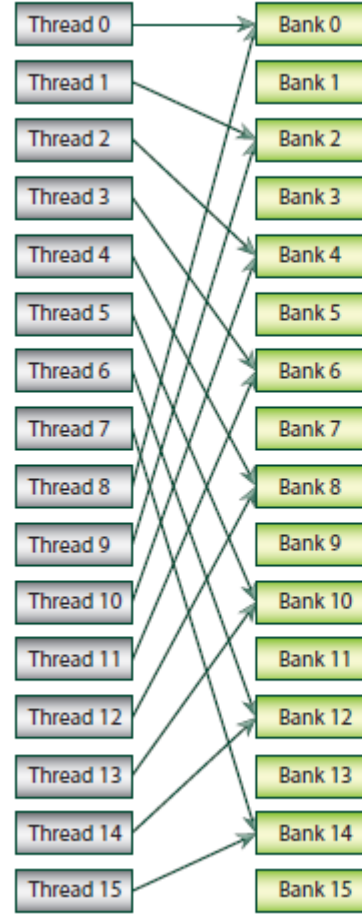 Thread 0 Bank 0
Thread 1 Bank 1
Thread 2 Bank 2
Thread 3 Bank 3
Thread 4 Bank 4
Thread 5 Bank 5
Thread 6 Bank 6
Thread 7 Bank 7
Thread 8 Bank 8
Thread 9 Bank 9
Thread 10 Bank 10
Thread 11 Bank 11
Thread 12 Bank 12
Thread 13 Bank 13
Thread 14 Bank 14
Thread 15 Bank 15